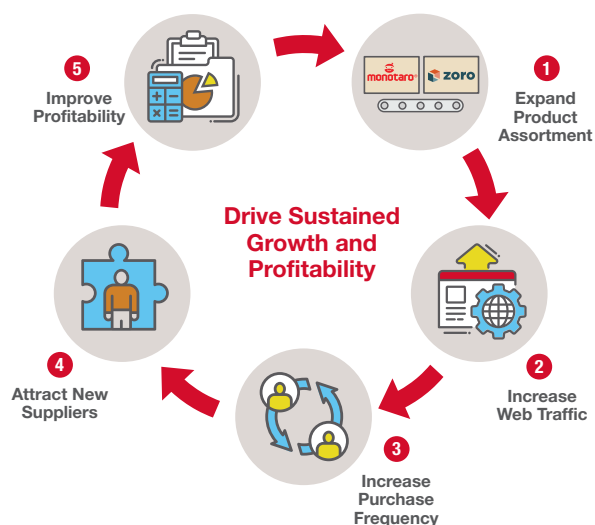 Drive Sustained
Growth and
Profitability
monotaro®
zoro
1
Expand
Product
Assortment
2
Increase
Web Traffic
3
Increase
Purchase
Frequency
4
Attract New
Suppliers
5
Improve
Profitability